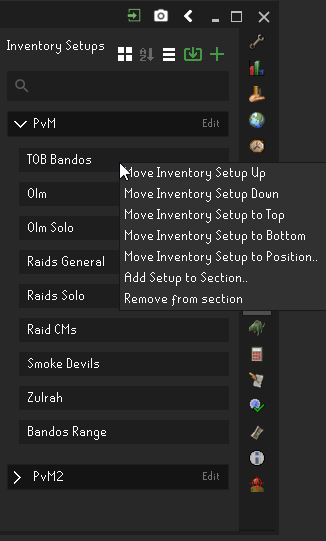 Inventory Setups
PvM Edit
TOB Bandos
Move Inventory Setup Up
Olm
Move Inventory Setup Down
Move Inventory Setup to Top
Olm Solo
Move Inventory Setup to Bottom
Raids General
Move Inventory Setup to Position..
Add Setup to Section..
Raids Solo
Remove from section
Raid CMs
Smoke Devils
Zulrah
Bandos Range
PvM2 Edit